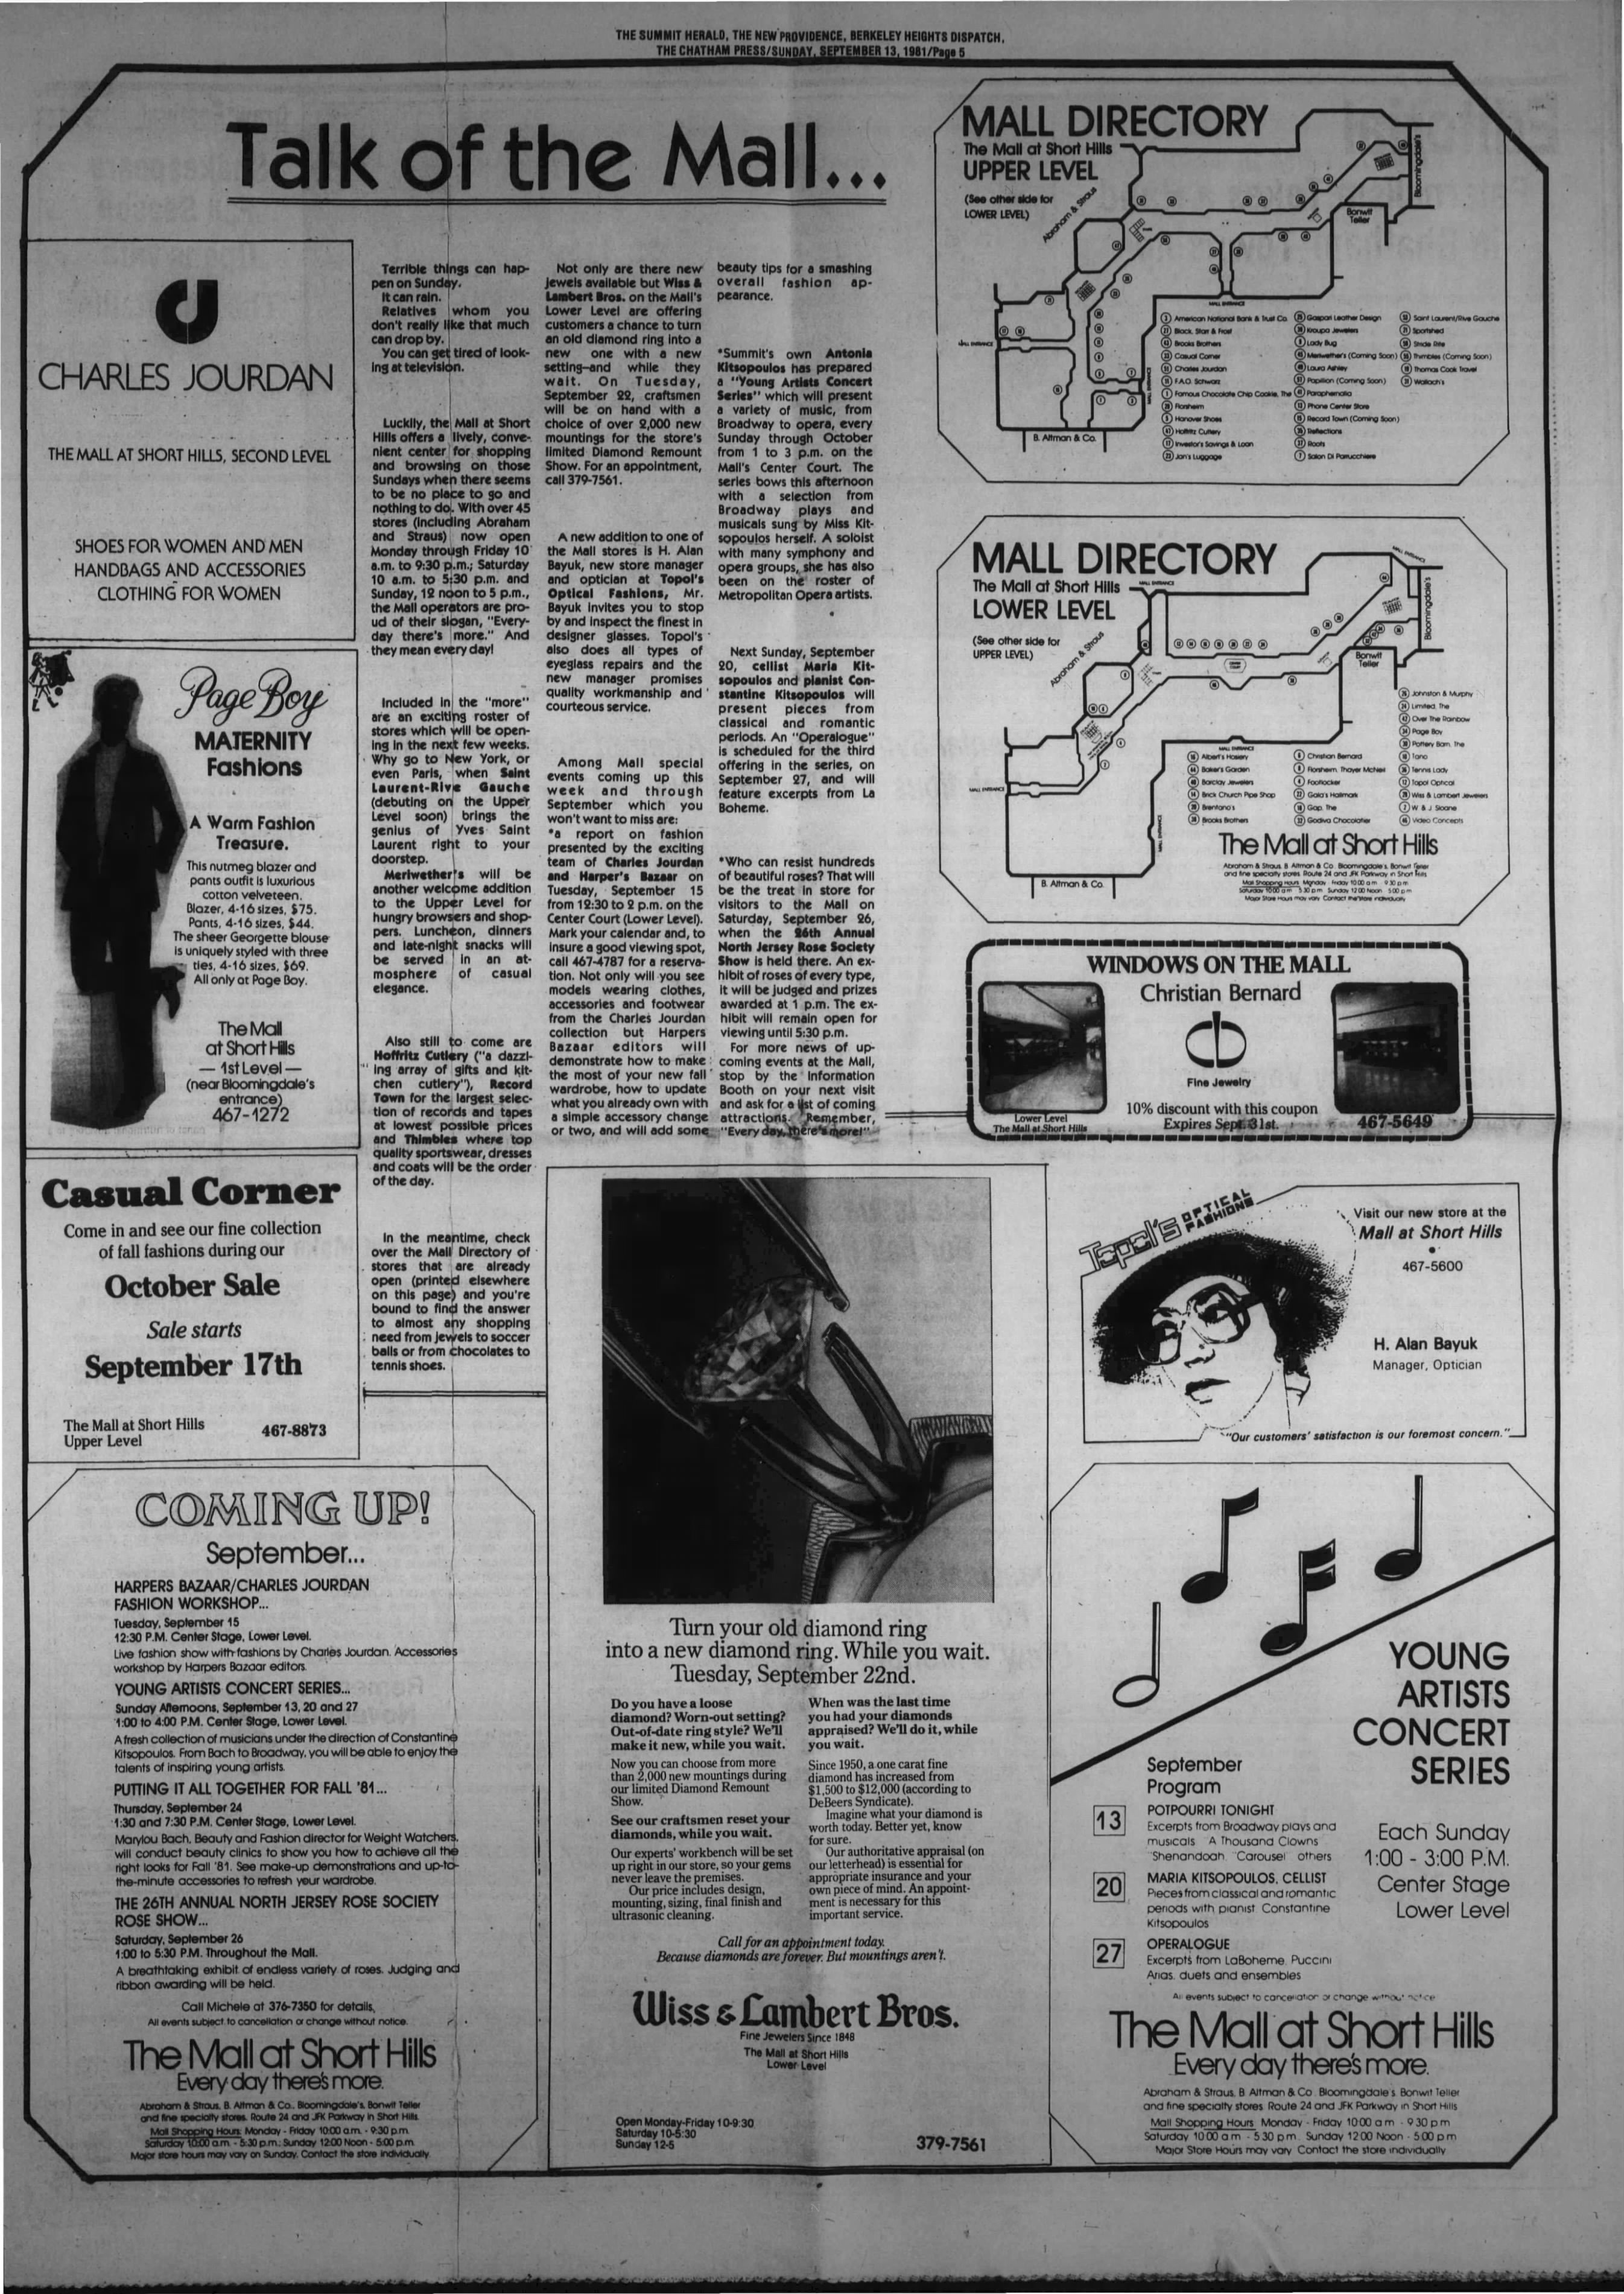 THE SUMMIT HERALD, THE NEW PROVIDENCE, BERKELEY HEIGHTS DISPATCH,
THE CHATHAM PRESS/SUNDAY, SEPTEMBER 13, 1981/Page 5
Talk of the Mall...
CHARLES JOURDAN
THE MALL AT SHORT HILLS, SECOND LEVEL
SHOES FOR WOMEN AND MEN
HANDBAGS AND ACCESSORIES
CLOTHING FOR WOMEN
Page Boy
MATERNITY
Fashions
A Warm Fashion
Treasure.
This nutmeg blazer and
pants outfit is luxurious
cotton velveteen.
Blazer, 4-16 sizes, $75.
Pants, 4-16 sizes, $44.
The sheer Georgette blouse
is uniquely styled with three
ties, 4-16 sizes, $69.
All only at Page Boy.
The Mall
at Short Hills
— 1st Level —
(near Bloomingdale's
entrance)
467-1272
Casual Corner
Come in and see our fine collection
of fall fashions during our
October Sale
Sale starts
September 17th
The Mall at Short Hills
Upper Level
467-8873
Terrible things can hap-
pen on Sunday.
It can rain.
Relatives whom you
don't really like that much
can drop by.
You can get tired of look-
ing at television.
Luckily, the Mall at Short
Hills offers a lively, conve-
nient center for shopping
and browsing on those
Sundays when there seems
to be no place to go and
nothing to do. With over 45
stores (including Abraham
and Straus) now open
Monday through Friday 10
a.m. to 9:30 p.m.; Saturday
10 a.m. to 5:30 p.m. and
Sunday, 12 noon to 5 p.m.,
the Mall operators are pro-
ud of their slogan, "Every-
day there's more." And
they mean every day!
Included in the "more"
are an exciting roster of
stores which will be open-
ing in the next few weeks.
Why go to New York, or
even Paris, when Saint
Laurent-Rive Gauche
(debuting on the Upper
Level soon) brings the
genius of Yves Saint
Laurent right to your
doorstep.
Meriwether's will be
another welcome addition
to the Upper Level for
hungry browsers and shop-
pers. Luncheon, dinners
and late-night snacks will
be served in an at-
mosphere of casual
elegance.
Also still to come are
Hoffritz Cutlery ("a dazzl-
ing array of gifts and kit-
chen cutlery"), Record
Town for the largest selec-
tion of records and tapes
at lowest possible prices
and Thimbles where top
quality sportswear, dresses
and coats will be the order
of the day.
In the meantime, check
over the Mall Directory of
stores that are already
open (printed elsewhere
on this page) and you're
bound to find the answer
to almost any shopping
need from jewels to soccer
balls or from chocolates to
tennis shoes.
Not only are there new
jewels available but Wiss &
Lambert Bros. on the Mall's
Lower Level are offering
customers a chance to turn
an old diamond ring into a
new one with a new
setting-and while they
wait. On Tuesday,
September 22, craftsmen
will be on hand with a
choice of over 2,000 new
mountings for the store's
limited Diamond Remount
Show. For an appointment,
call 379-7561.
A new addition to one of
the Mall stores is H. Alan
Bayuk, new store manager
and optician at Topol's
Optical Fashions, Mr.
Bayuk invites you to stop
by and inspect the finest in
designer glasses. Topol's
also does all types of
eyeglass repairs and the
new manager promises
quality workmanship and
courteous service.
Among Mall special
events coming up this
week and through
September which you
won't want to miss are:
*a report on fashion
presented by the exciting
team of Charles Jourdan
and Harper's Bazaar on
Tuesday, September 15
from 12:30 to 2 p.m. on the
Center Court (Lower Level).
Mark your calendar and, to
insure a good viewing spot,
call 467-4787 for a reserva-
tion. Not only will you see
models wearing clothes,
accessories and footwear
from the Charles Jourdan
collection but Harpers
Bazaar editors will
demonstrate how to make
the most of your new fall
wardrobe, how to update
what you already own with
a simple accessory change
or two, and will add some
beauty tips for a smashing
overall fashion ap-
pearance.
*Summit's own Antonia
Kitsopoulos has prepared
a "Young Artists Concert
Series" which will present
a variety of music, from
Broadway to opera, every
Sunday through October
from 1 to 3 p.m. on the
Mall's Center Court. The
series bows this afternoon
with a selection from
Broadway plays and
musicals sung by Miss Kit-
sopoulos herself. A soloist
with many symphony and
opera groups, she has also
been on the roster of
Metropolitan Opera artists.
Next Sunday, September
20, cellist Maria Kit-
sopoulos and pianist Con-
stantine Kitsopoulos will
present pieces from
classical and romantic
periods. An "Operalogue"
is scheduled for the third
offering in the series, on
September 27, and will
feature excerpts from La
Boheme.
*Who can resist hundreds
of beautiful roses? That will
be the treat in store for
visitors to the Mall on
Saturday, September 26,
when the 26th Annual
North Jersey Rose Society
Show is held there. An ex-
hibit of roses of every type,
it will be judged and prizes
awarded at 1 p.m. The ex-
hibit will remain open for
viewing until 5:30 p.m.
For more news of up-
coming events at the Mall,
stop by the Information
Booth on your next visit
and ask for a list of coming
attractions. Remember,
"Every day, there's more!"
MALL DIRECTORY
The Mall at Short Hills
UPPER LEVEL
(See other side for
LOWER LEVEL)
Abraham & Straus
Bloomingdale's
Bonwit
Teller
MALL ENTRANCE
MALL ENTRANCE
MALL ENTRANCE
B. Altman & Co.
American National Bank & Trust Co.
Black, Starr & Frost
Brooks Brothers
Casual Corner
Charles Jourdan
F.A.O. Schwarz
Famous Chocolate Chip Cookie, The
Florsheim
Hanover Shoes
Hoffritz Cutlery
Investor's Savings & Loan
Jan's Luggage
Gaspari Leather Design
Kroupa Jewelers
Lady Bug
Meriwether's (Coming Soon)
Laura Ashley
Papillion (Coming Soon)
Paraphernalia
Phone Center Store
Record Town (Coming Soon)
Reflections
Roots
Salon Di Parrucchiere
Saint Laurent/Rive Gauche
Sportshed
Stride Rite
Thimbles (Coming Soon)
Thomas Cook Travel
Wallach's
MALL DIRECTORY
The Mall at Short Hills
LOWER LEVEL
(See other side for
UPPER LEVEL)
MALL ENTRANCE
MALL ENTRANCE
Abraham & Straus
Bloomingdale's
Bonwit
Teller
MALL ENTRANCE
MALL ENTRANCE
MALL ENTRANCE
B. Altman & Co.
Johnston & Murphy
Limited, The
Over The Rainbow
Page Boy
Pottery Barn, The
Albert's Hosiery
Baker's Garden
Barclay Jewelers
Brick Church Pipe Shop
Brentano's
Brooks Brothers
Christian Bernard
Florsheim, Thayer McNeil
Footlocker
Gala's Hallmark
Gap, The
Godiva Chocolatier
Tano
Tennis Lady
Topol Optical
Wiss & Lambert Jewelers
W & J Sloane
Video Concepts
The Mall at Short Hills
Abraham & Straus, B. Altman & Co. Bloomingdale's, Bonwit Teller
and fine specialty stores. Route 24 and JFK Parkway in Short Hills
Mall Shopping Hours Monday - Friday 10:00 a.m. - 9:30 p.m.
Saturday 10:00 a.m. - 5:30 p.m. Sunday 12:00 Noon - 5:00 p.m.
Major Store Hours may vary Contact the store individually
WINDOWS ON THE MALL
Christian Bernard
Fine Jewelry
10% discount with this coupon
Expires Sept. 31st.
Lower Level
The Mall at Short Hills
467-5649
Topol's OPTICAL
FASHIONS
Visit our new store at the
Mall at Short Hills
467-5600
H. Alan Bayuk
Manager, Optician
"Our customers' satisfaction is our foremost concern."
COMING UP!
September...
HARPERS BAZAAR/CHARLES JOURDAN
FASHION WORKSHOP...
Tuesday, September 15
12:30 P.M. Center Stage, Lower Level.
Live fashion show with fashions by Charles Jourdan. Accessories
workshop by Harpers Bazaar editors.
YOUNG ARTISTS CONCERT SERIES...
Sunday Afternoons, September 13, 20 and 27
1:00 to 4:00 P.M. Center Stage, Lower Level.
A fresh collection of musicians under the direction of Constantine
Kitsopoulos. From Bach to Broadway, you will be able to enjoy the
talents of inspiring young artists.
PUTTING IT ALL TOGETHER FOR FALL '81...
Thursday, September 24
1:30 and 7:30 P.M. Center Stage, Lower Level.
Marylou Bach, Beauty and Fashion director for Weight Watchers,
will conduct beauty clinics to show you how to achieve all the
right looks for Fall '81. See make-up demonstrations and up-to-
the-minute accessories to refresh your wardrobe.
THE 26TH ANNUAL NORTH JERSEY ROSE SOCIETY
ROSE SHOW...
Saturday, September 26
1:00 to 5:30 P.M. Throughout the Mall.
A breathtaking exhibit of endless variety of roses. Judging and
ribbon awarding will be held.
Call Michele at 376-7350 for details,
All events subject to cancellation or change without notice.
The Mall at Short Hills
Every day there's more.
Abraham & Straus, B. Altman & Co., Bloomingdale's, Bonwit Teller
and fine specialty stores. Route 24 and JFK Parkway in Short Hills
Mall Shopping Hours: Monday - Friday 10:00 a.m. - 9:30 p.m.
Saturday 10:00 a.m. - 5:30 p.m.; Sunday 12:00 Noon - 5:00 p.m.
Major store hours may vary on Sunday. Contact the store individually.
Turn your old diamond ring
into a new diamond ring. While you wait.
Tuesday, September 22nd.
Do you have a loose
diamond? Worn-out setting?
Out-of-date ring style? We'll
make it new, while you wait.
Now you can choose from more
than 2,000 new mountings during
our limited Diamond Remount
Show.
See our craftsmen reset your
diamonds, while you wait.
Our experts' workbench will be set
up right in our store, so your gems
never leave the premises.
Our price includes design,
mounting, sizing, final finish and
ultrasonic cleaning.
When was the last time
you had your diamonds
appraised? We'll do it, while
you wait.
Since 1950, a one carat fine
diamond has increased from
$1,500 to $12,000 (according to
DeBeers Syndicate).
Imagine what your diamond is
worth today. Better yet, know
for sure.
Our authoritative appraisal (on
our letterhead) is essential for
appropriate insurance and your
own piece of mind. An appoint-
ment is necessary for this
important service.
Call for an appointment today.
Because diamonds are forever. But mountings aren't.
Wiss & Lambert Bros.
Fine Jewelers Since 1848
The Mall at Short Hills
Lower Level
Open Monday-Friday 10-9:30
Saturday 10-5:30
Sunday 12-5
379-7561
YOUNG
ARTISTS
CONCERT
SERIES
September
Program
13
POTPOURRI TONIGHT
Excerpts from Broadway plays and
musicals A Thousand Clowns
Shenandoah Carousel others
20
MARIA KITSOPOULOS, CELLIST
Pieces from classical and romantic
periods with pianist Constantine
Kitsopoulos
27
OPERALOGUE
Excerpts from LaBoheme, Puccini
Arias, duets and ensembles
Each Sunday
1:00 - 3:00 P.M.
Center Stage
Lower Level
All events subject to cancellation or change without notice
The Mall at Short Hills
Every day there's more.
Abraham & Straus, B. Altman & Co. Bloomingdale's, Bonwit Teller
and fine specialty stores. Route 24 and JFK Parkway in Short Hills
Mall Shopping Hours Monday - Friday 10:00 a.m. - 9:30 p.m.
Saturday 10:00 a.m. - 5:30 p.m. Sunday 12:00 Noon - 5:00 p.m.
Major Store Hours may vary. Contact the store individually